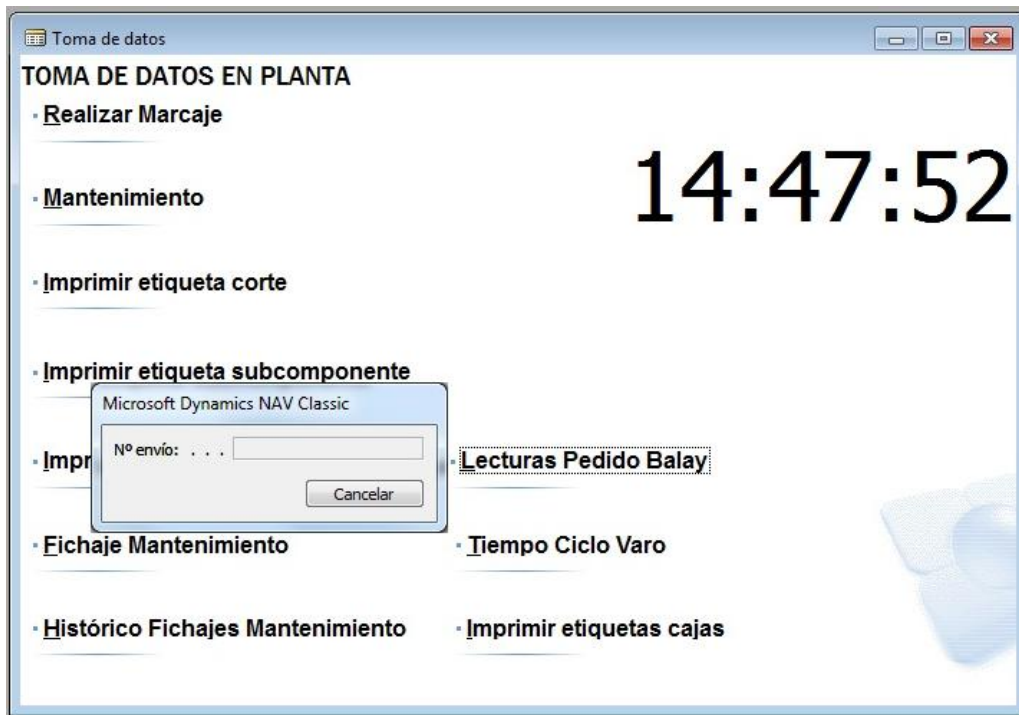 Toma de datos
TOMA DE DATOS EN PLANTA
Realizar Marcaje
14:47:52
Mantenimiento
Imprimir etiqueta corte
Imprimir etiqueta subcomponente
Microsoft Dynamics NAV Classic
Nº envío: . . .
Cancelar
Impr
Lecturas Pedido Balay
Fichaje Mantenimiento
Tiempo Ciclo Varo
Histórico Fichajes Mantenimiento
Imprimir etiquetas cajas